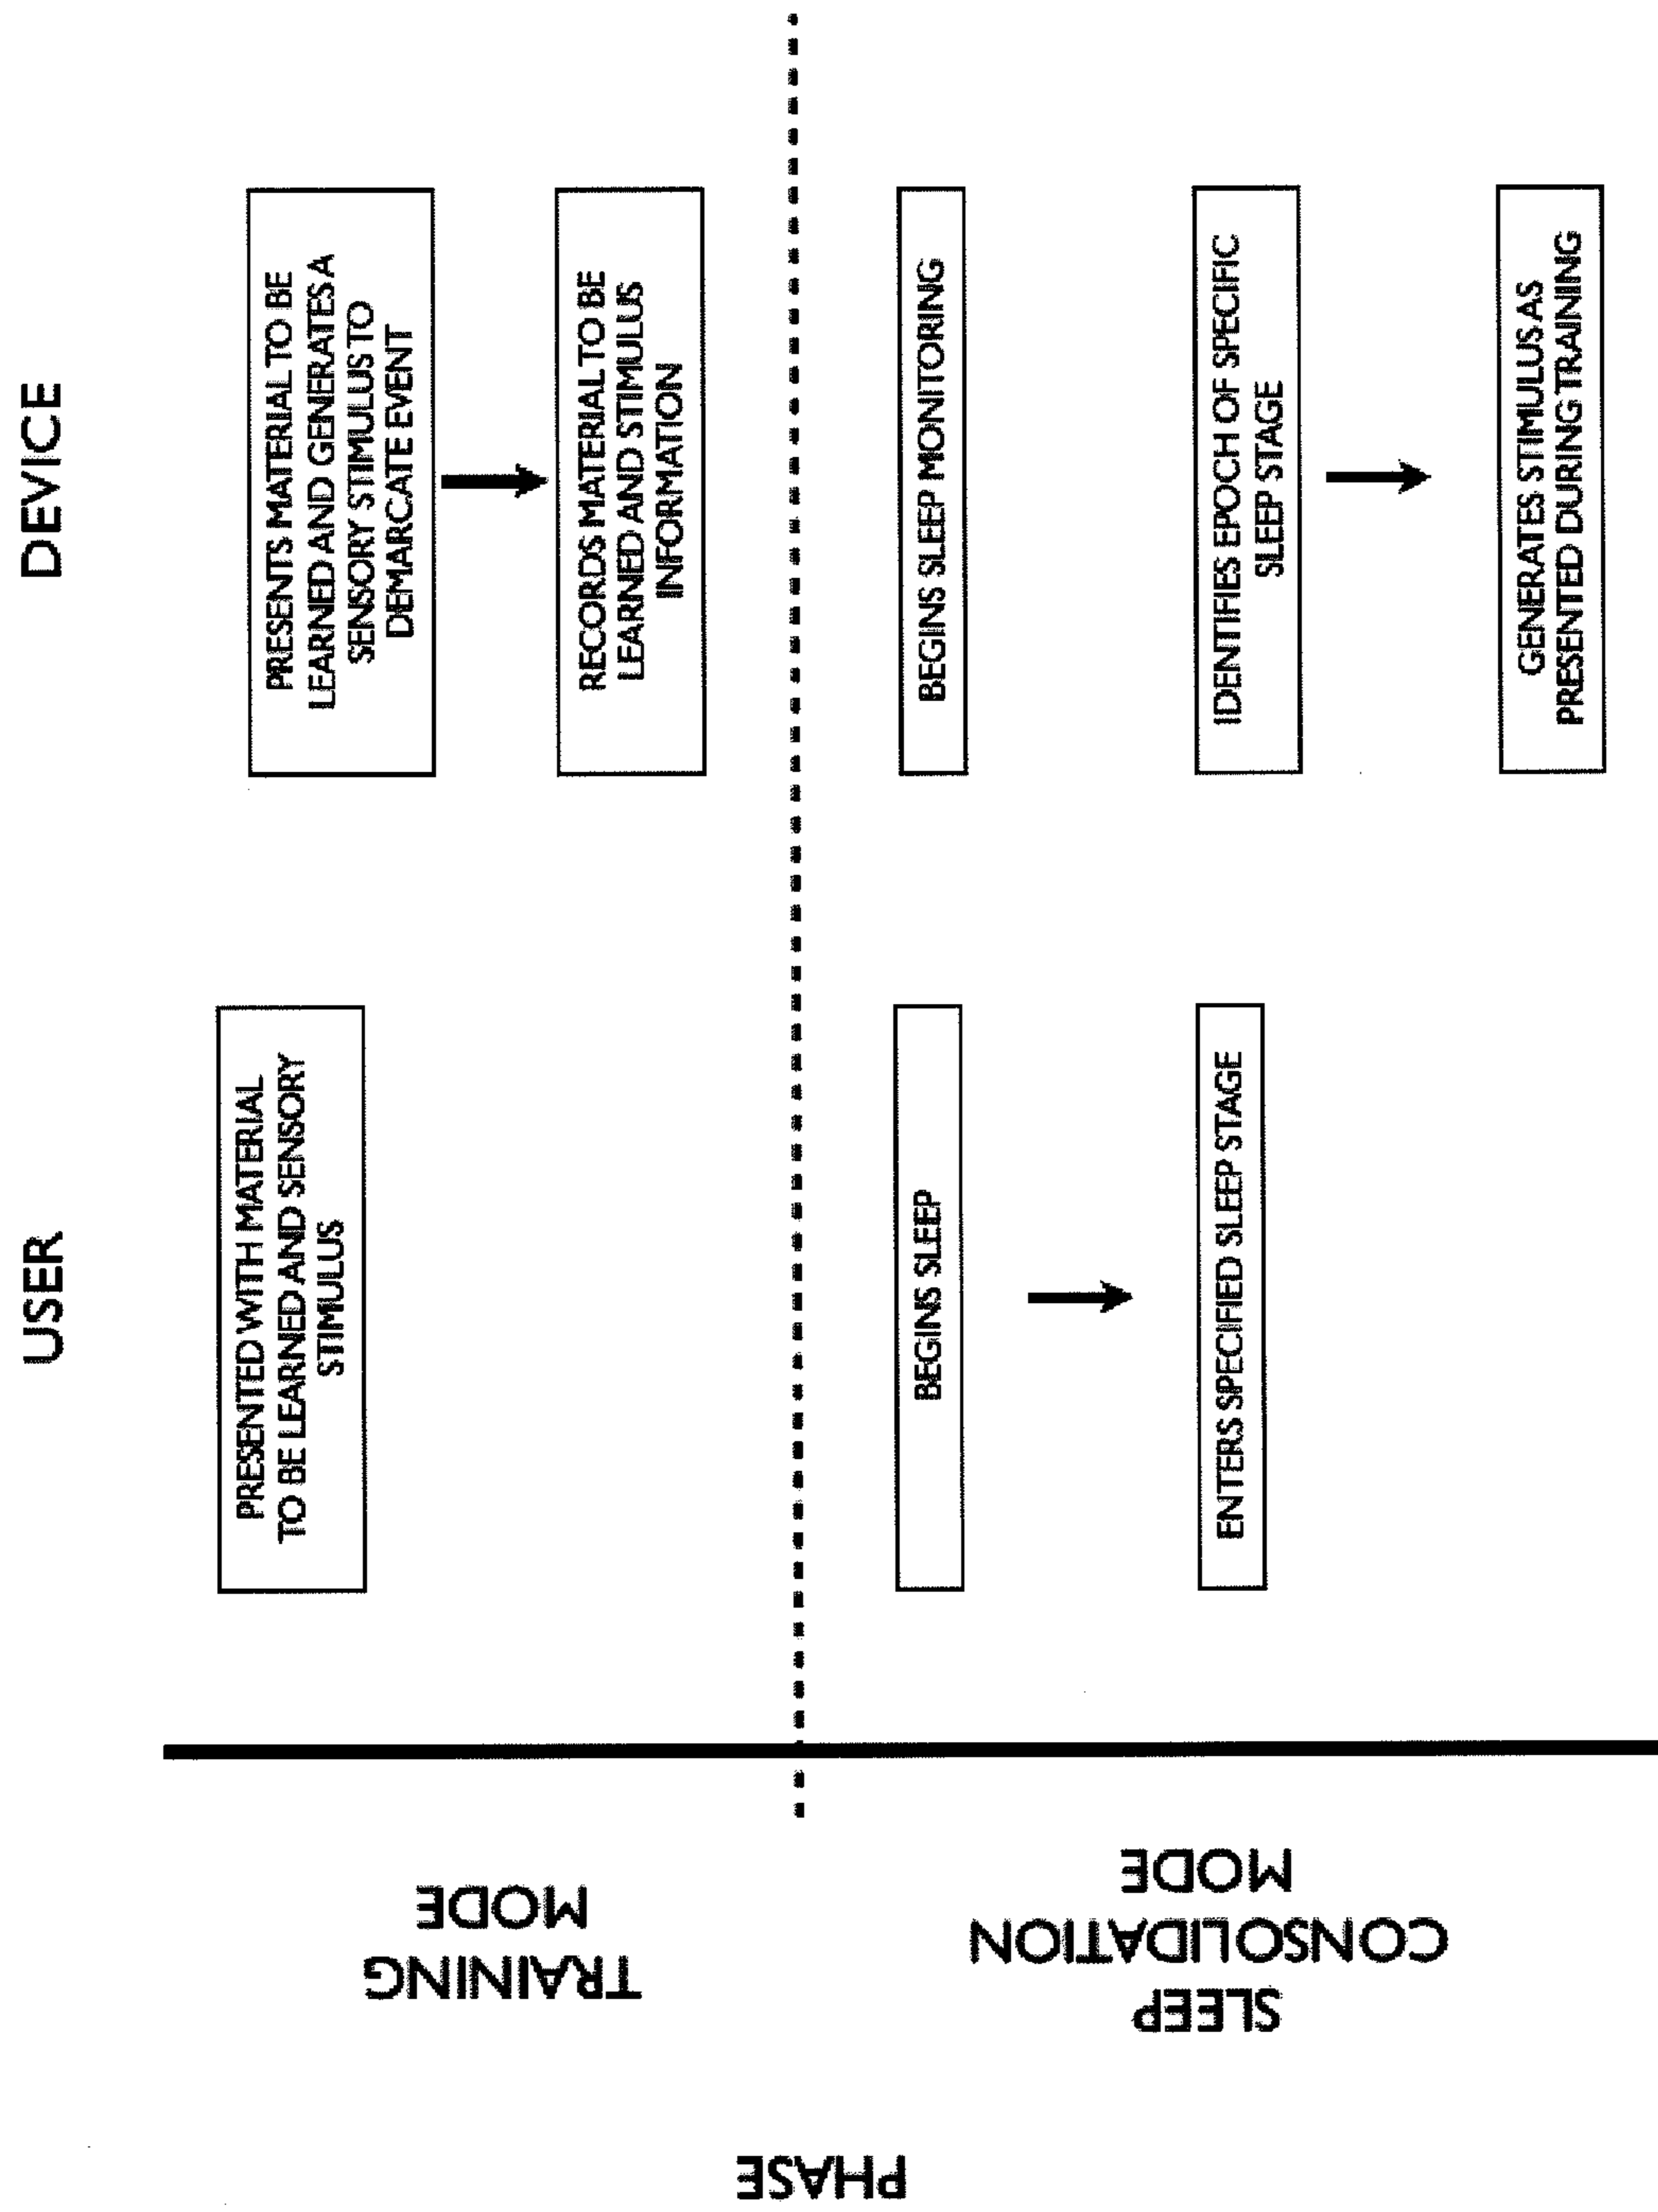 USER
DEVICE
PHASE
TRAINING
MODE
PRESENTED WITH MATERIAL
TO BE LEARNED AND SENSORY
STIMULUS
PRESENTS MATERIAL TO BE
LEARNED AND GENERATES A
SENSORY STIMULUS TO
DEMARCATE EVENT
RECORDS MATERIAL TO BE
LEARNED AND STIMULUS
INFORMATION
SLEEP
CONSOLIDATION
MODE
BEGINS SLEEP
BEGINS SLEEP MONITORING
ENTERS SPECIFIED SLEEP STAGE
IDENTIFIES EPOCH OF SPECIFIC
SLEEP STAGE
GENERATES STIMULUS AS
PRESENTED DURING TRAINING